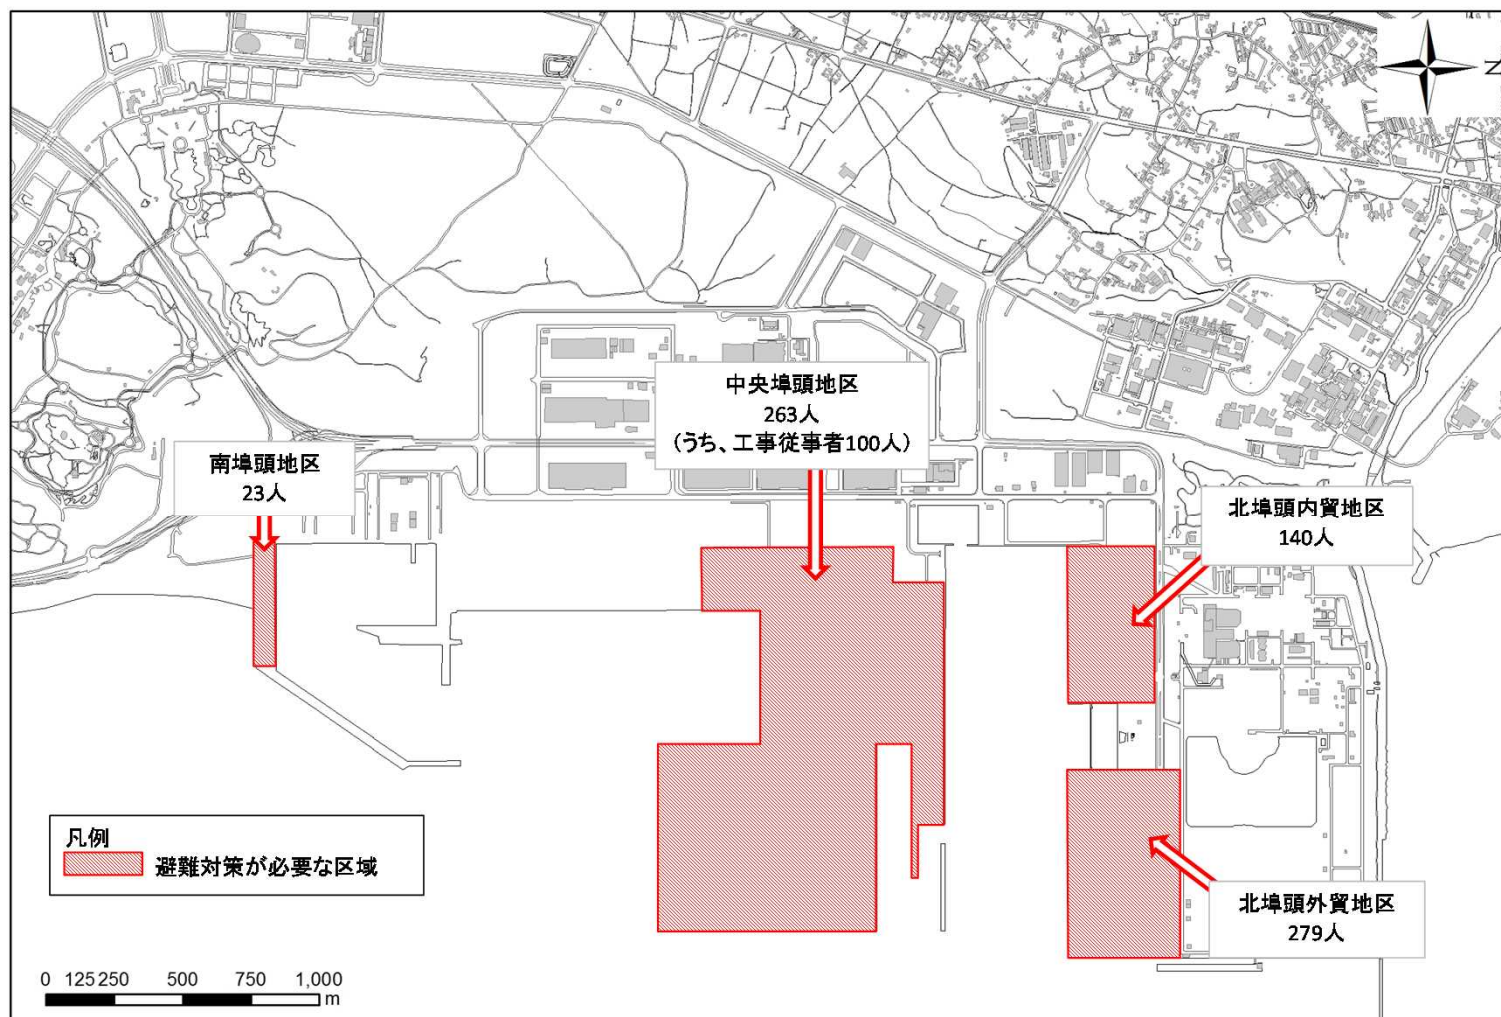 N
中央埠頭地区
263人
(うち、工事従事者100人)
南埠頭地区
23人
北埠頭内貿地区
140人
北埠頭外貿地区
279人
凡例
避難対策が必要な区域
0 125 250 500 750 1,000
m